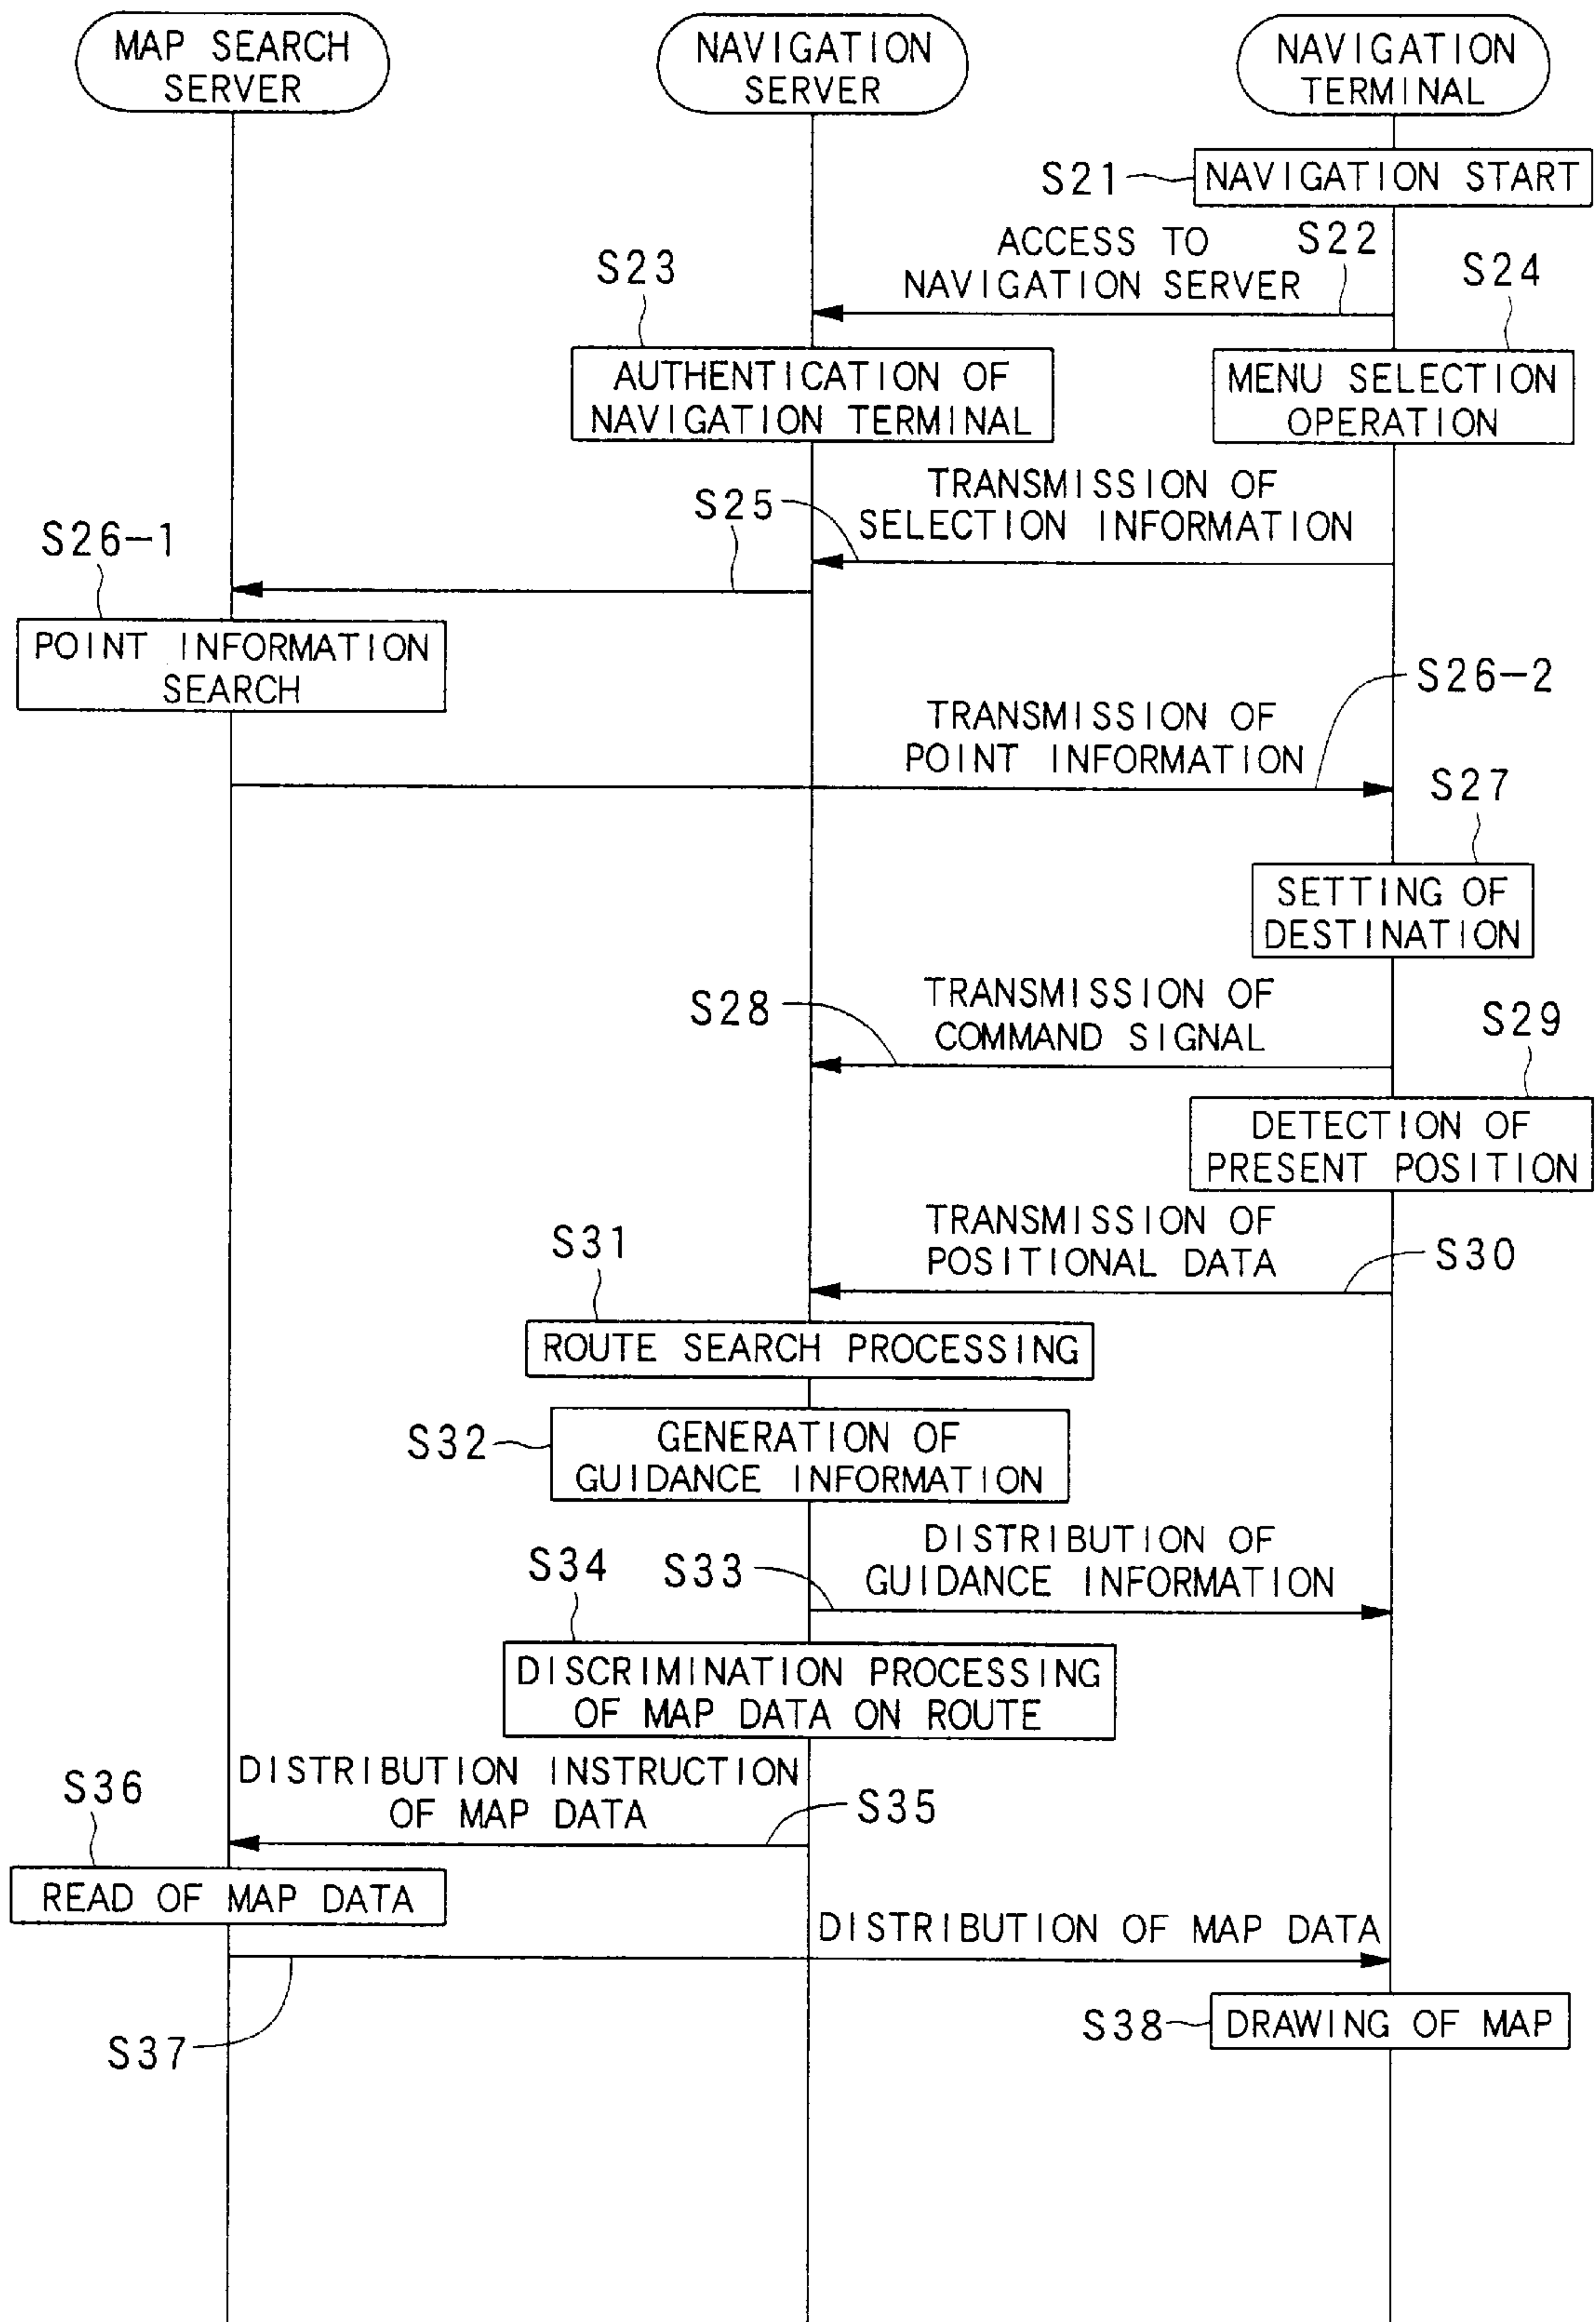 MAP SEARCH
SERVER
NAVIGATION
SERVER
NAVIGATION
TERMINAL
S21
NAVIGATION START
ACCESS TO
NAVIGATION SERVER
S22
S23
S24
AUTHENTICATION OF
NAVIGATION TERMINAL
MENU SELECTION
OPERATION
TRANSMISSION OF
SELECTION INFORMATION
S25
S26-1
POINT INFORMATION
SEARCH
S26-2
TRANSMISSION OF
POINT INFORMATION
S27
SETTING OF
DESTINATION
S28
TRANSMISSION OF
COMMAND SIGNAL
S29
DETECTION OF
PRESENT POSITION
TRANSMISSION OF
POSITIONAL DATA
S30
S31
ROUTE SEARCH PROCESSING
S32
GENERATION OF
GUIDANCE INFORMATION
S34
S33
DISTRIBUTION OF
GUIDANCE INFORMATION
DISCRIMINATION PROCESSING
OF MAP DATA ON ROUTE
S36
DISTRIBUTION INSTRUCTION
OF MAP DATA
S35
READ OF MAP DATA
DISTRIBUTION OF MAP DATA
S37
S38
DRAWING OF MAP